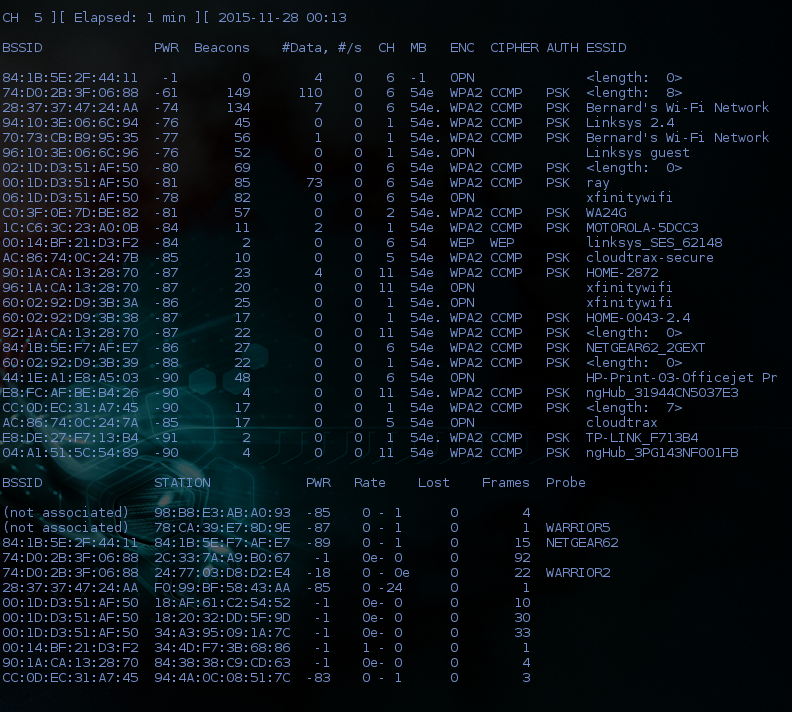 CH  5 ][ Elapsed: 1 min ][ 2015-11-28 00:13
BSSID              PWR  Beacons    #Data, #/s  CH  MB   ENC  CIPHER AUTH ESSID
84:1B:5E:2F:44:11   -1        0        4    0   6  -1   OPN              <length:  0>
74:D0:2B:3F:06:88  -61      149      110    0   6  54e  WPA2 CCMP   PSK  <length:  8>
28:37:37:47:24:AA  -74      134        7    0   6  54e. WPA2 CCMP   PSK  Bernard's Wi-Fi Network
94:10:3E:06:6C:94  -76       45        0    0   1  54e. WPA2 CCMP   PSK  Linksys 2.4
70:73:CB:B9:95:35  -77       56        1    0   1  54e. WPA2 CCMP   PSK  Bernard's Wi-Fi Network
96:10:3E:06:6C:96  -76       52        0    0   1  54e. OPN              Linksys guest
02:1D:D3:51:AF:50  -80       69        0    0   6  54e  WPA2 CCMP   PSK  <length:  0>
00:1D:D3:51:AF:50  -81       85       73    0   6  54e  WPA2 CCMP   PSK  ray
06:1D:D3:51:AF:50  -78       82        0    0   6  54e  OPN              xfinitywifi
C0:3F:0E:7D:BE:82  -81       57        0    0   2  54e. WPA2 CCMP   PSK  WA24G
1C:C6:3C:23:A0:0B  -84       11        2    0   1  54e  WPA2 CCMP   PSK  MOTOROLA-5DCC3
00:14:BF:21:D3:F2  -84        2        0    0   6  54   WEP  WEP         linksys_SES_62148
AC:86:74:0C:24:7B  -85       10        0    0   5  54e  WPA2 CCMP   PSK  cloudtrax-secure
90:1A:CA:13:28:70  -87       23        4    0  11  54e  WPA2 CCMP   PSK  HOME-2872
96:1A:CA:13:28:70  -87       20        0    0  11  54e  OPN              xfinitywifi
60:02:92:D9:3B:3A  -86       25        0    0   1  54e. OPN              xfinitywifi
60:02:92:D9:3B:38  -87       17        0    0   1  54e. WPA2 CCMP   PSK  HOME-0043-2.4
92:1A:CA:13:28:70  -87       22        0    0  11  54e  WPA2 CCMP   PSK  <length:  0>
84:1B:5E:F7:AF:E7  -86       27        0    0   6  54e  WPA2 CCMP   PSK  NETGEAR62_2GEXT
60:02:92:D9:3B:39  -88       22        0    0   1  54e. WPA2 CCMP   PSK  <length:  0>
44:1E:A1:E8:A5:03  -90       48        0    0   6  54e  OPN              HP-Print-03-Officejet Pr
E8:FC:AF:BE:B4:26  -90        4        0    0  11  54e. WPA2 CCMP   PSK  ngHub_31944CN5037E3
CC:0D:EC:31:A7:45  -90       17        0    0   1  54e  WPA2 CCMP   PSK  <length:  7>
AC:86:74:0C:24:7A  -85       17        0    0   5  54e  OPN              cloudtrax
E8:DE:27:F7:13:B4  -91        2        0    0   1  54e. WPA2 CCMP   PSK  TP-LINK_F713B4
04:A1:51:5C:54:89  -90        4        0    0  11  54e  WPA2 CCMP   PSK  ngHub_3PG143NF001FB
BSSID              STATION            PWR   Rate    Lost    Frames  Probe
(not associated)   98:B8:E3:AB:A0:93  -85    0 - 1      0        4
(not associated)   78:CA:39:E7:8D:9E  -87    0 - 1      0        1  WARRIOR5
84:1B:5E:2F:44:11  84:1B:5E:F7:AF:E7  -89    0 - 1      0       15  NETGEAR62
74:D0:2B:3F:06:88  2C:33:7A:A9:B0:67   -1    0e- 0      0       92
74:D0:2B:3F:06:88  24:77:03:D8:D2:E4  -18    0 - 0e     0       22  WARRIOR2
28:37:37:47:24:AA  F0:99:BF:58:43:AA  -85    0 -24      0        1
00:1D:D3:51:AF:50  18:AF:61:C2:54:52   -1    0e- 0      0       10
00:1D:D3:51:AF:50  18:20:32:DD:5F:9D   -1    0e- 0      0       30
00:1D:D3:51:AF:50  34:A3:95:09:1A:7C   -1    0e- 0      0       33
00:14:BF:21:D3:F2  34:4D:F7:3B:68:86   -1    1 - 0      0        1
90:1A:CA:13:28:70  84:38:38:C9:CD:63   -1    0e- 0      0        4
CC:0D:EC:31:A7:45  94:4A:0C:08:51:7C  -83    0 - 1      0        3